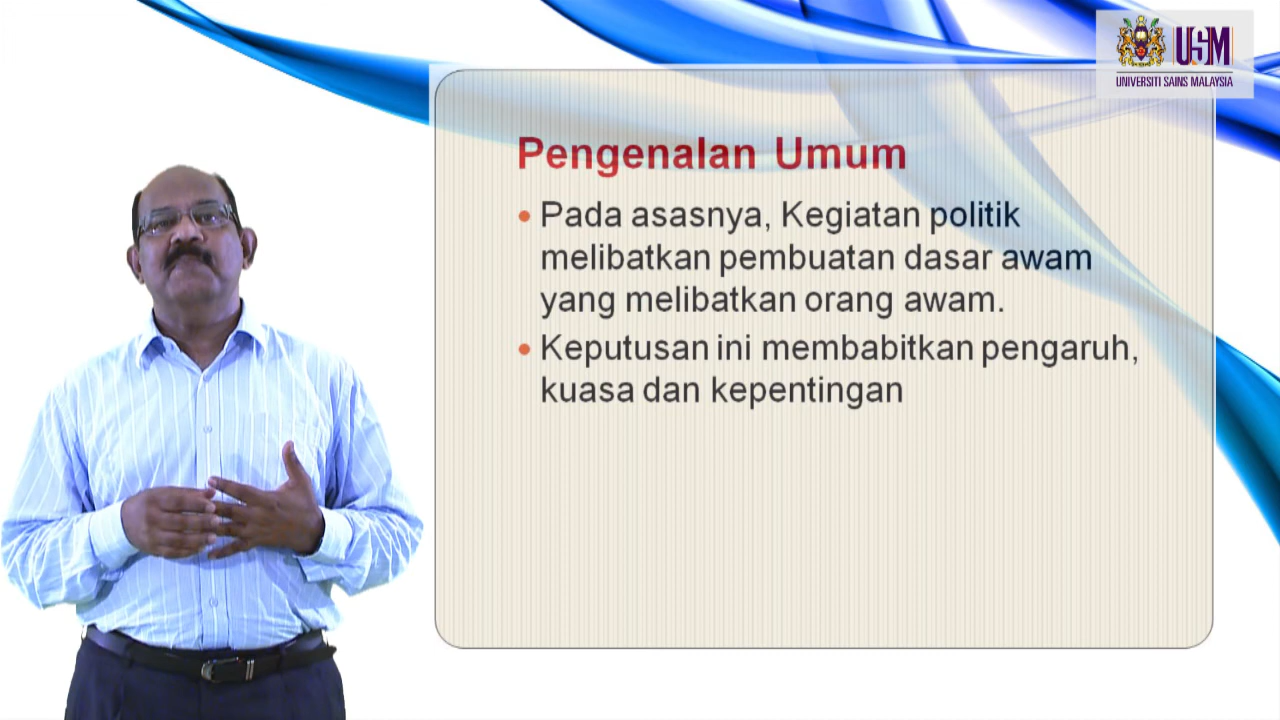 USM
UNIVERSITI SAINS MALAYSIA
Pengenalan Umum
• Pada asasnya, Kegiatan politik
melibatkan pembuatan dasar awam
yang melibatkan orang awam.
• Keputusan ini membabitkan pengaruh,
kuasa dan kepentingan